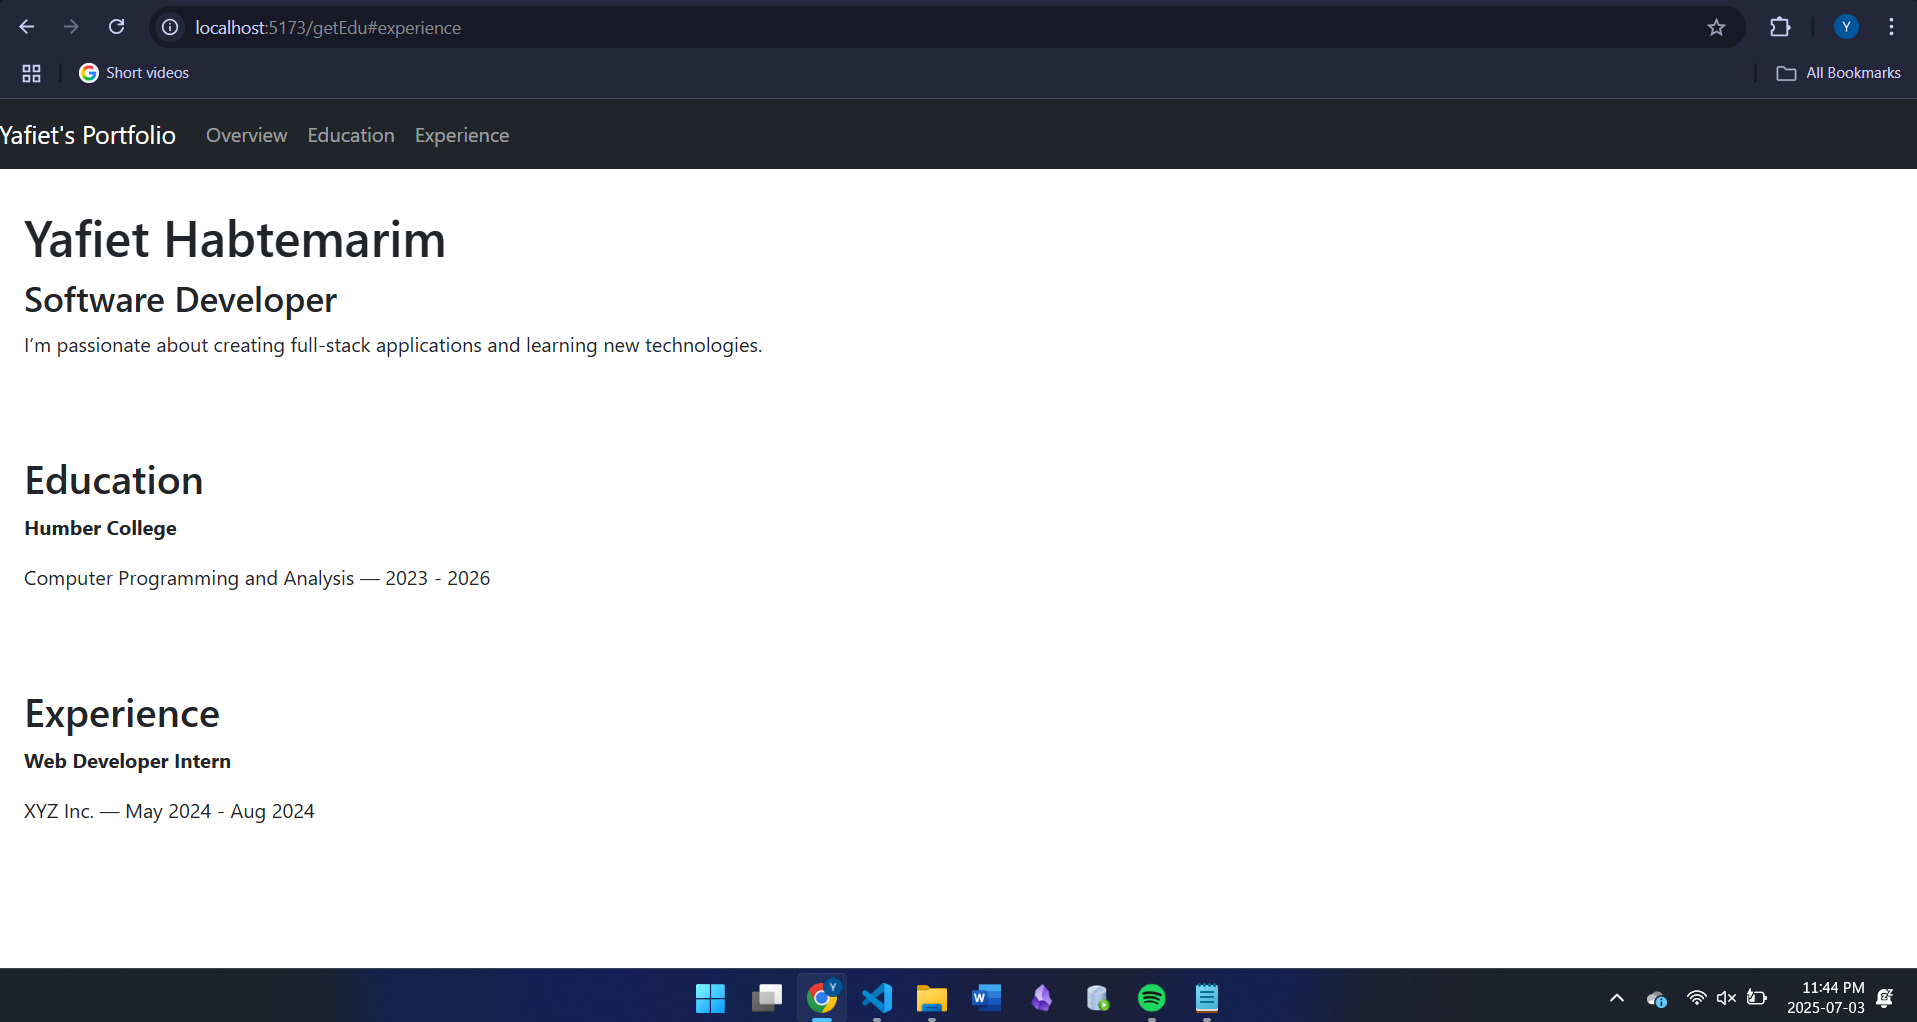 localhost:5173/getEdu#experience
Y
Short videos
All Bookmarks
Yafiet's Portfolio Overview Education Experience
Yafiet Habtemarim
Software Developer
I’m passionate about creating full-stack applications and learning new technologies.
Education
Humber College
Computer Programming and Analysis — 2023 - 2026
Experience
Web Developer Intern
XYZ Inc. — May 2024 - Aug 2024
11:44 PM
2025-07-03